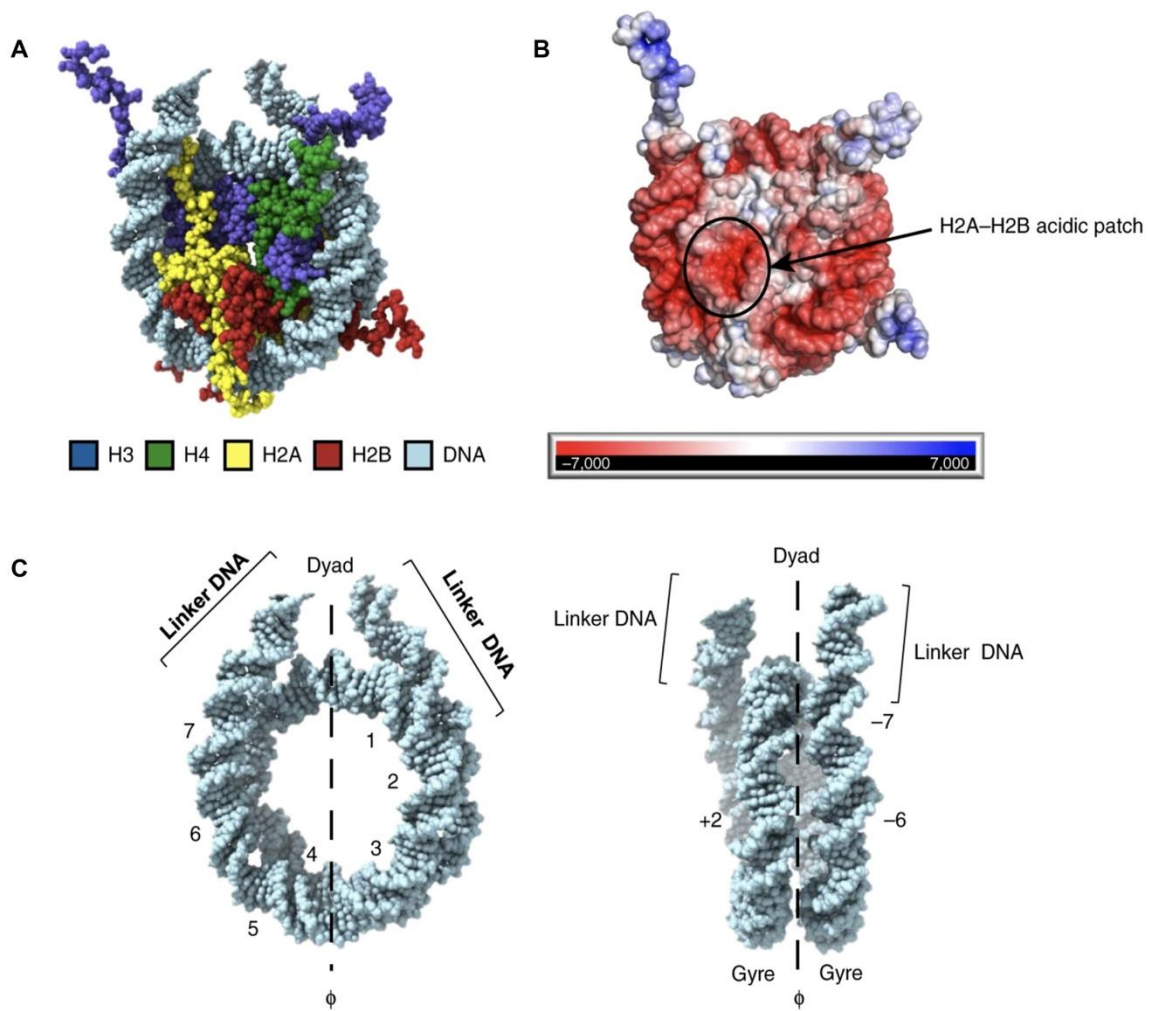 A
B
H2A–H2B acidic patch
H3 H4 H2A H2B DNA
–7,000 7,000
C
Linker DNA
Dyad
Linker DNA
7
1
2
6
4
3
5
ϕ
Dyad
Linker DNA
Linker DNA
–7
+2
–6
Gyre
Gyre
ϕ